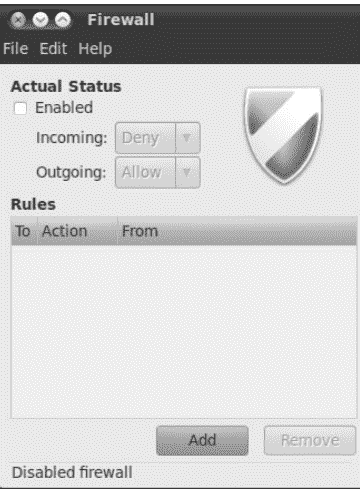 Firewall
File Edit Help
Actual Status
Enabled
Incoming: Deny
Outgoing: Allow
Rules
To Action From
Add Remove
Disabled firewall